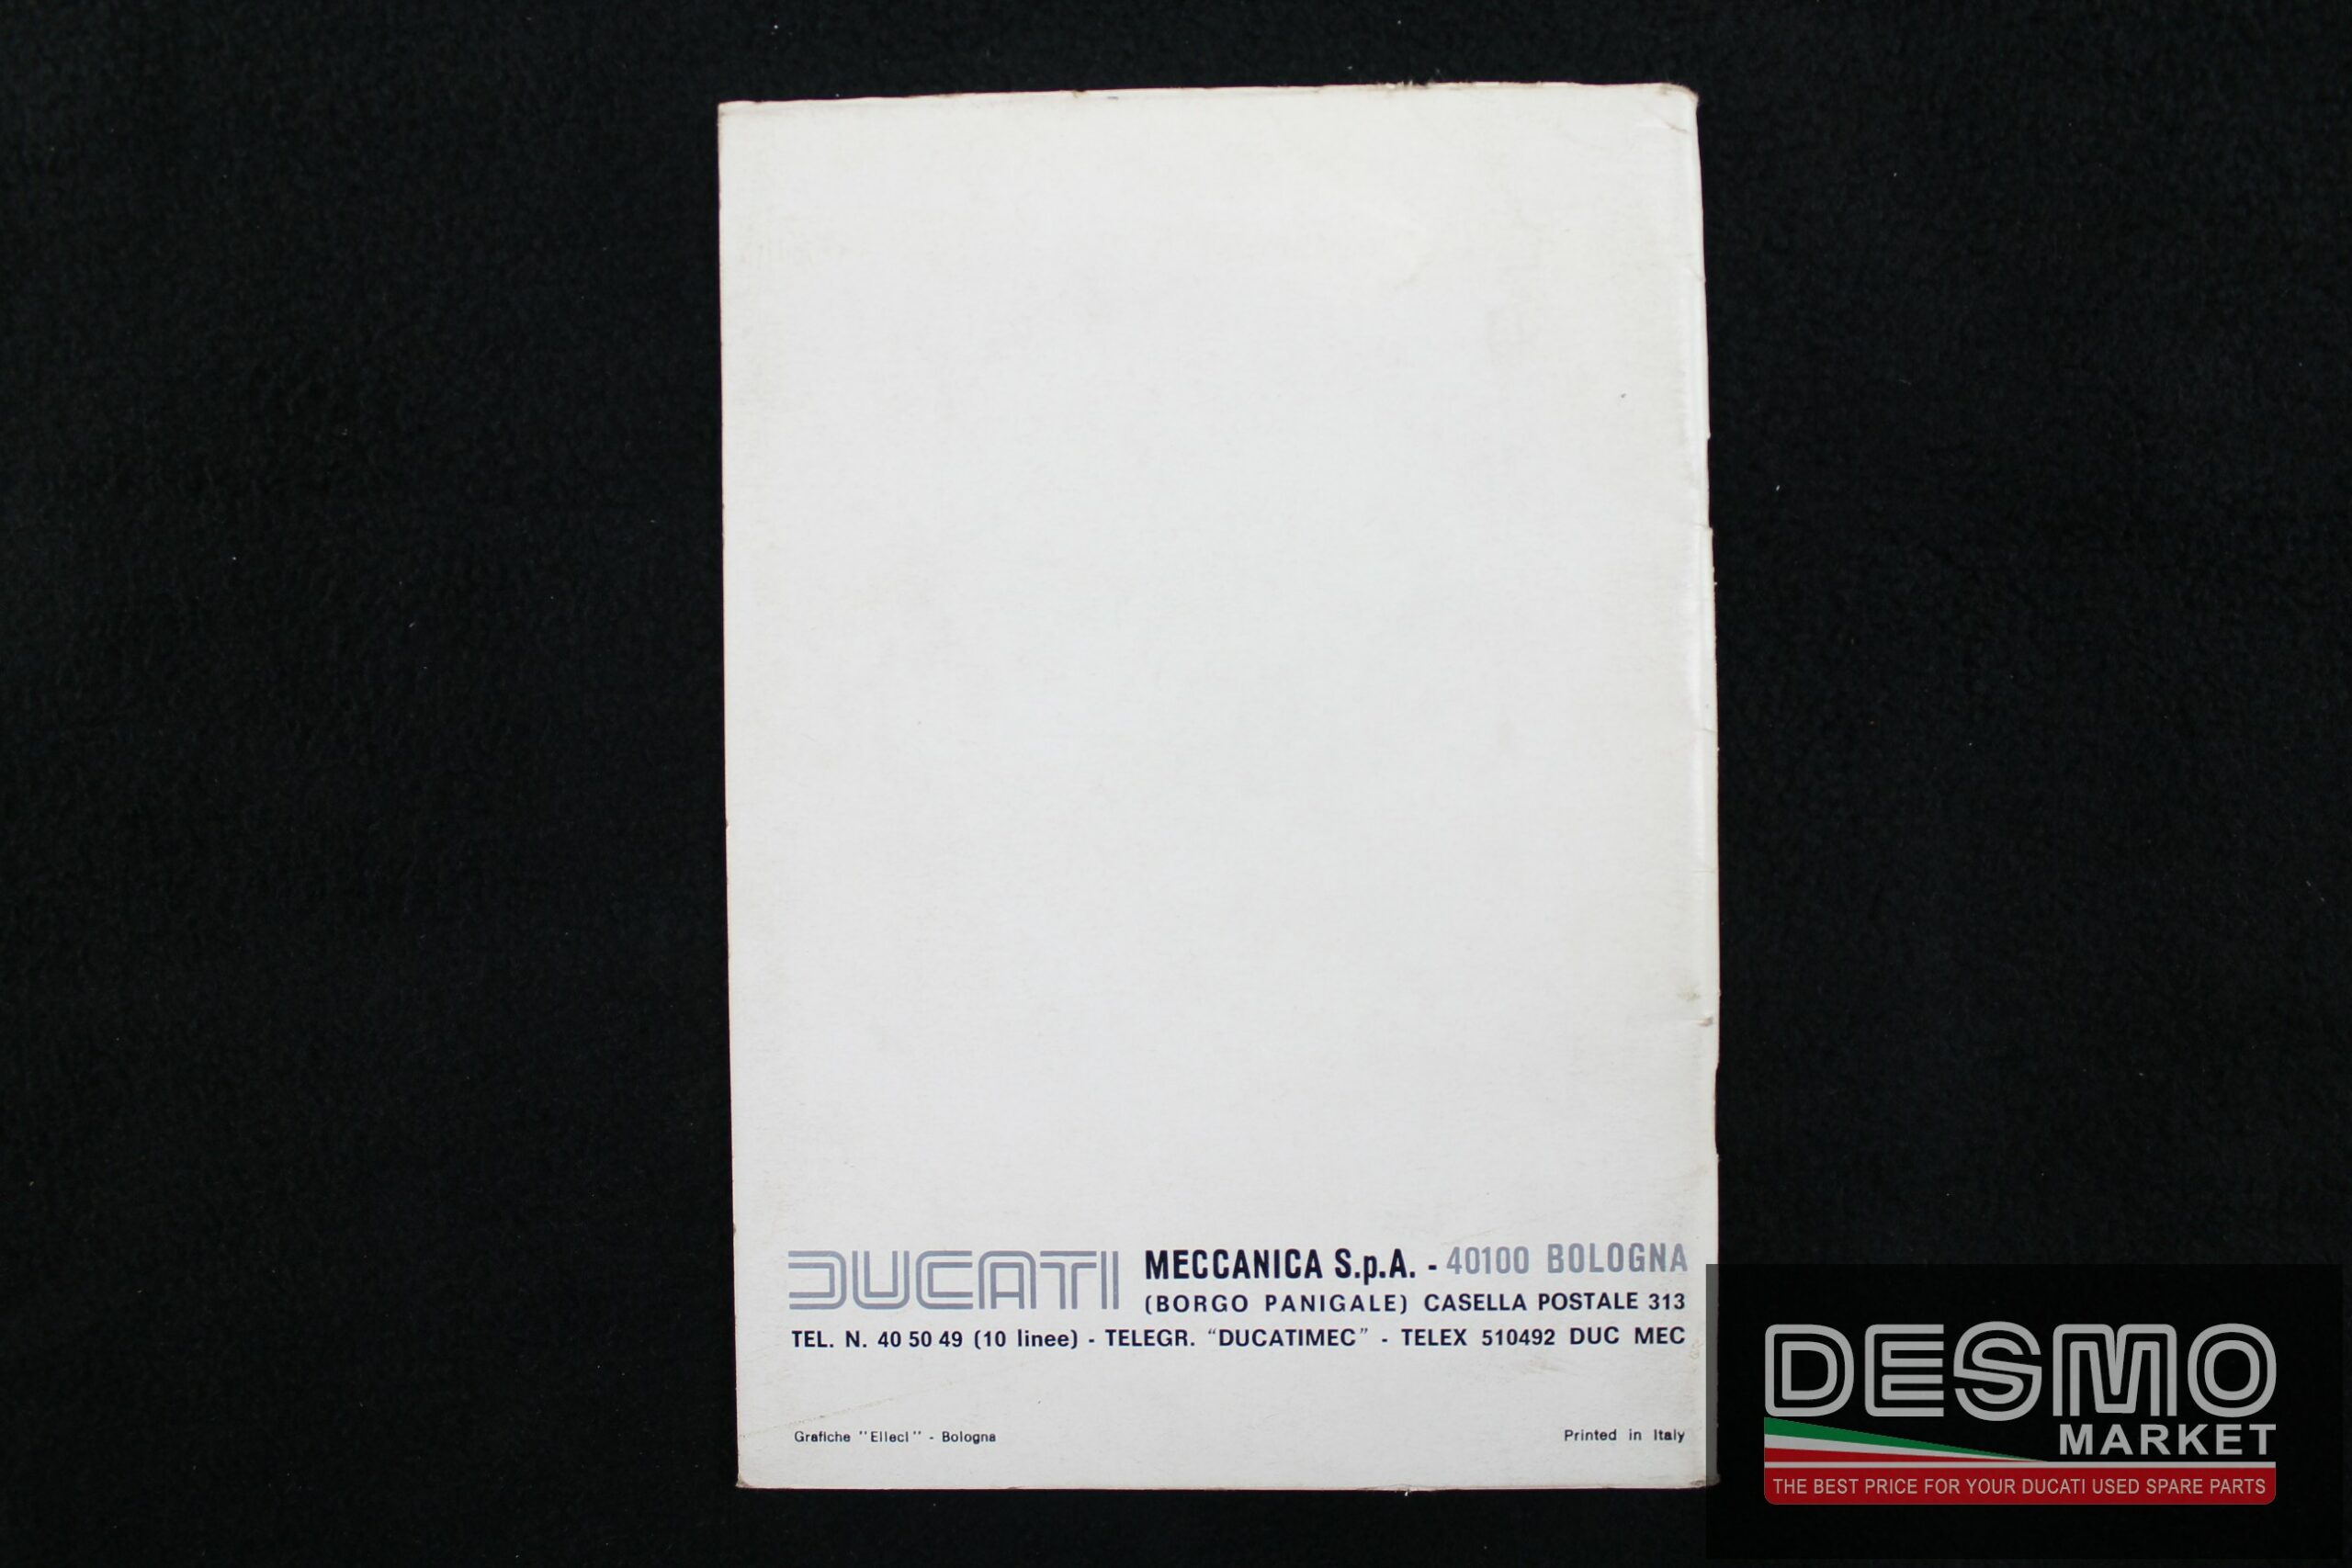 DUCATI MECCANICA S.p.A. - 40100 BOLOGNA
(BORGO PANIGALE) CASELLA POSTALE 313
TEL. N. 40 50 49 (10 linee) - TELEGR. “DUCATIMEC” - TELEX 510492 DUC MEC
Grafiche "Elleci" - Bologna
Printed in Italy
DESMO
MARKET
THE BEST PRICE FOR YOUR DUCATI USED SPARE PARTS